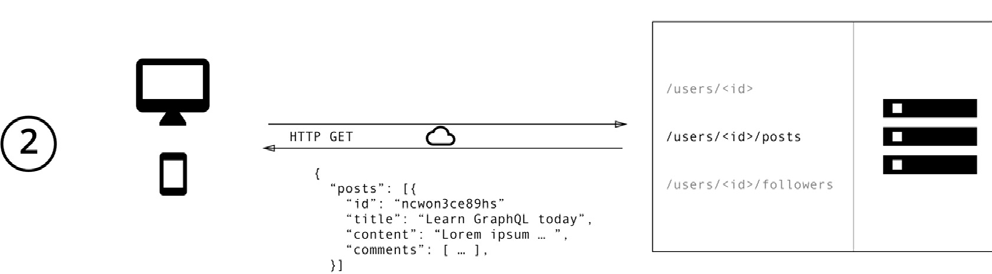 2
HTTP GET
{
"posts": [{
"id": "ncwon3ce89hs"
"title": “Learn GraphQL today”,
"content": “Lorem ipsum … ”,
"comments": [ … ],
}]
/users/<id>
/users/<id>/posts
/users/<id>/followers